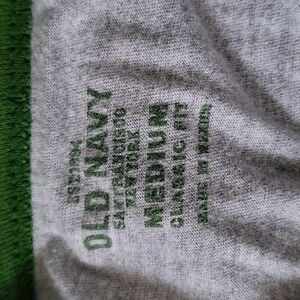 EST. 1994
OLD NAVY
SAN FRANCISCO
NEW YORK
MEDIUM
CLASSIC FIT
MADE IN